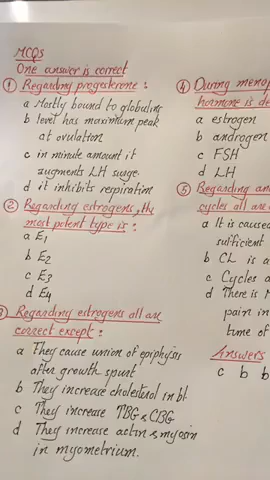 MCQS
One answer is correct
① Regarding progesterone :
a Mostly bound to globulins
b level has maximum peak
at ovulation
c in minute amount it
augments LH surge
d it inhibits respiration
② Regarding estrogens, the
most potent type is :
a E1
b E2
c E3
d E4
③ Regarding estrogens all are
correct except :
a They cause union of epiphysis
after growth spurt
b They increase cholesterol in bl
c They increase TBG & CBG
d They increase actin & myosin
in myometrium.
④ During menop
hormone is de
a estrogen
b androgen
c FSH
d LH
⑤ Regarding an
cycles all are
a It is caused
sufficient
b CL is a
c Cycles a
d There is
pain in
time of
Answers
c b b